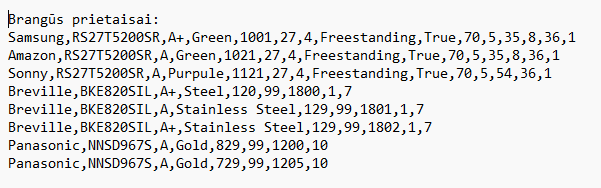 Brangūs prietaisai:
Samsung,RS27T5200SR,A+,Green,1001,27,4,Freestanding,True,70,5,35,8,36,1
Amazon,RS27T5200SR,A,Green,1021,27,4,Freestanding,True,70,5,35,8,36,1
Sonny,RS27T5200SR,A,Purpule,1121,27,4,Freestanding,True,70,5,54,36,1
Breville,BKE820SIL,A+,Steel,120,99,1800,1,7
Breville,BKE820SIL,A,Stainless Steel,129,99,1801,1,7
Breville,BKE820SIL,A+,Stainless Steel,129,99,1802,1,7
Panasonic,NNSD967S,A,Gold,829,99,1200,10
Panasonic,NNSD967S,A,Gold,729,99,1205,10